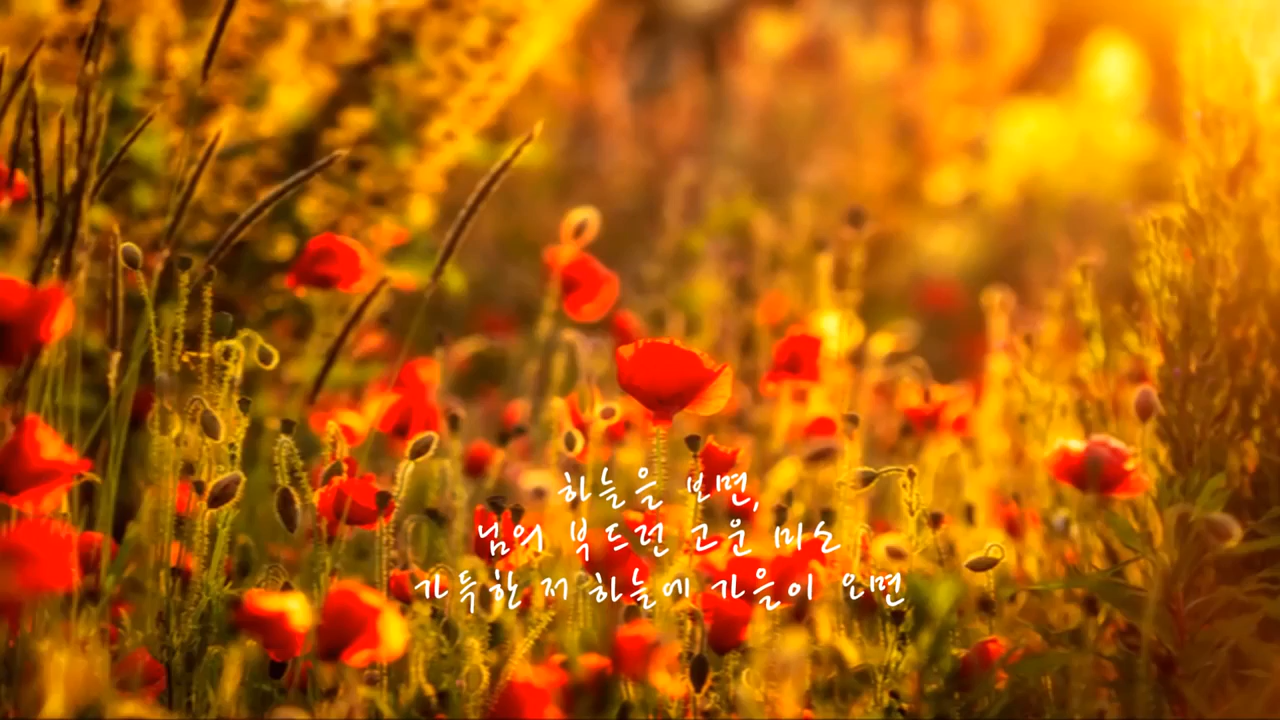 하늘을 보면,
님의 부드런 고운 미소
가득한 저 하늘에 가을이 오면